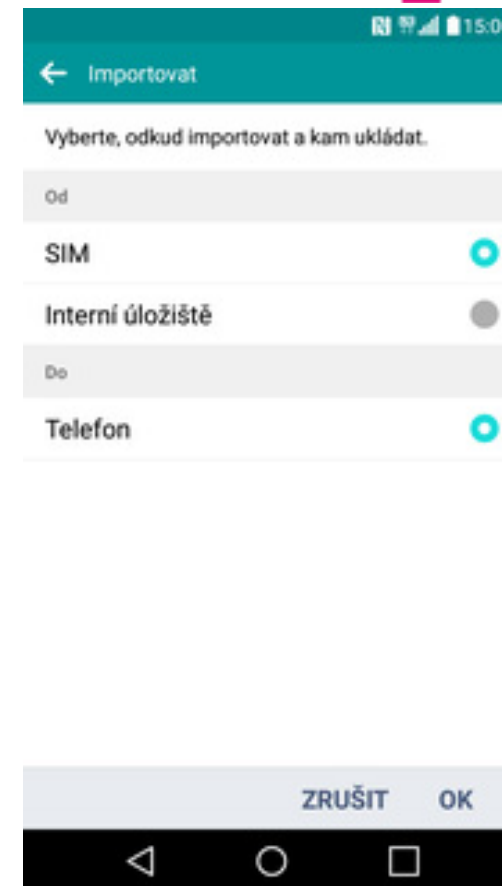 15:0
Importovat
Vyberte, odkud importovat a kam ukládat.
Od
SIM
Interní úložiště
Do
Telefon
ZRUŠIT OK